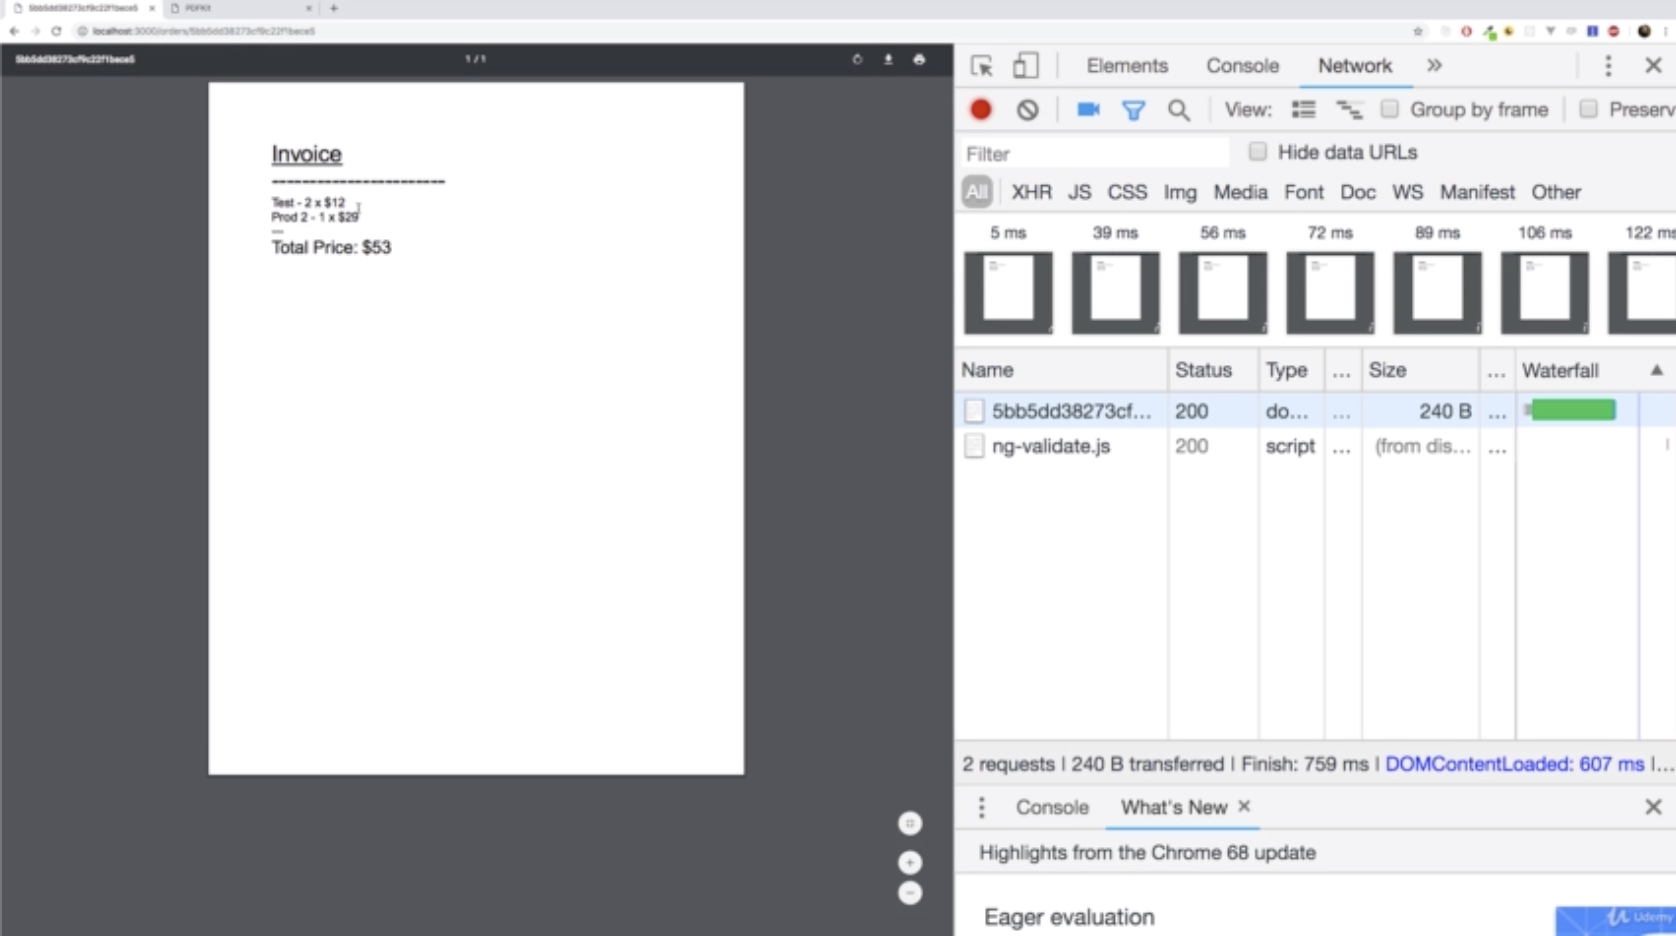 5bb5dd38273cf9c22f1bece5
PDFKit
localhost:3000/orders/5bb5dd38273cf9c22f1bece5
5bb5dd38273cf9c22f1bece5
1 / 1
Invoice
-----------------------
Test - 2 x $12
Prod 2 - 1 x $29
---
Total Price: $53
Elements Console Network
View: Group by frame Preserv
Filter Hide data URLs
All XHR JS CSS Img Media Font Doc WS Manifest Other
5 ms 39 ms 56 ms 72 ms 89 ms 106 ms 122 ms
Name Status Type ... Size ... Waterfall
5bb5dd38273cf... 200 do... ... 240 B ...
ng-validate.js 200 script ... (from dis... ...
2 requests | 240 B transferred | Finish: 759 ms | DOMContentLoaded: 607 ms |...
Console What's New
Highlights from the Chrome 68 update
Eager evaluation
Udemy